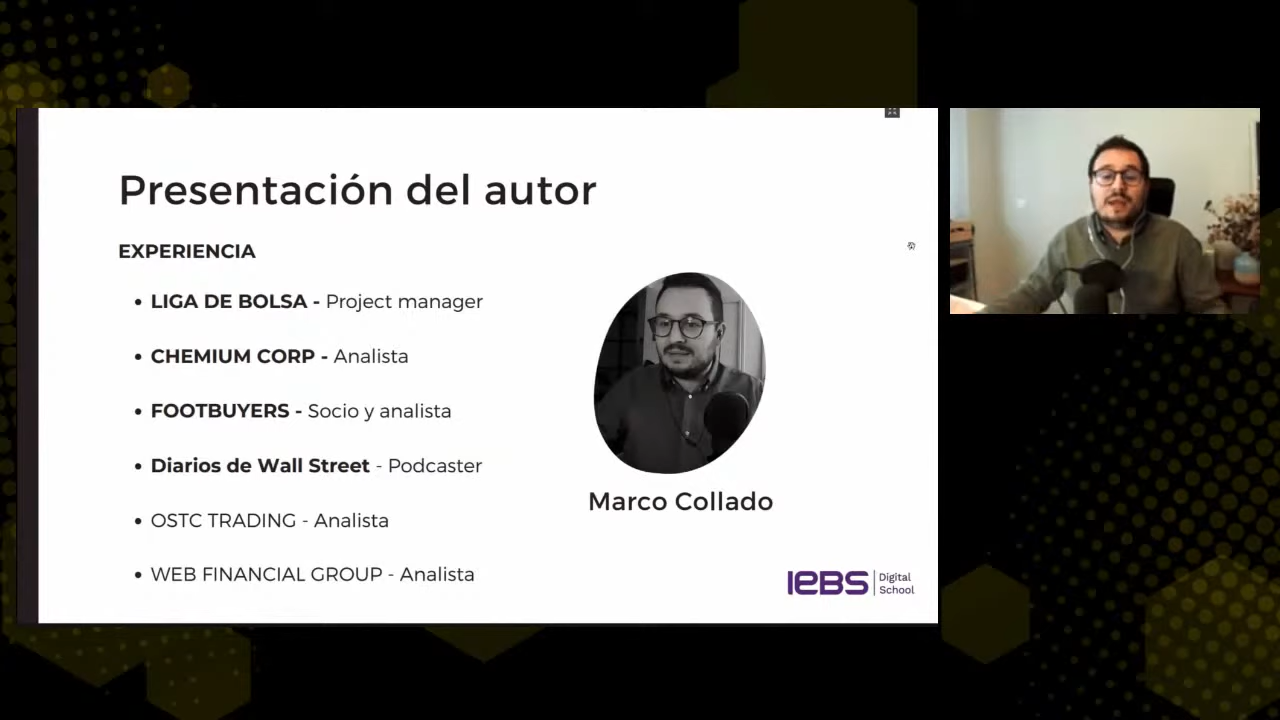 Presentación del autor
EXPERIENCIA
• LIGA DE BOLSA - Project manager
• CHEMIUM CORP - Analista
• FOOTBUYERS - Socio y analista
• Diarios de Wall Street - Podcaster
• OSTC TRADING - Analista
• WEB FINANCIAL GROUP - Analista
Marco Collado
IEBS Digital
School